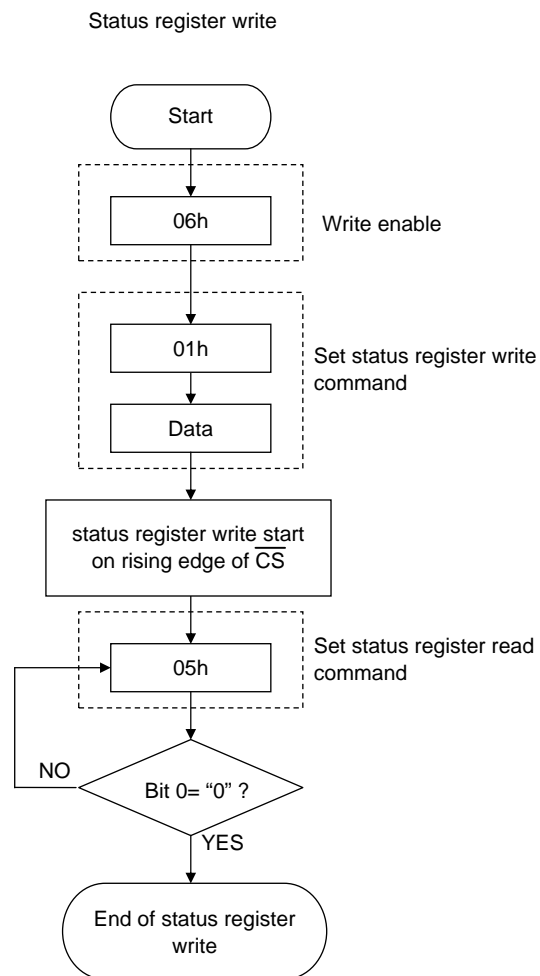 Status register write
Start
06h
Write enable
01h
Set status register write
command
Data
status register write start
on rising edge of C̅S̅
05h
Set status register read
command
NO
Bit 0= “0” ?
YES
End of status register
write